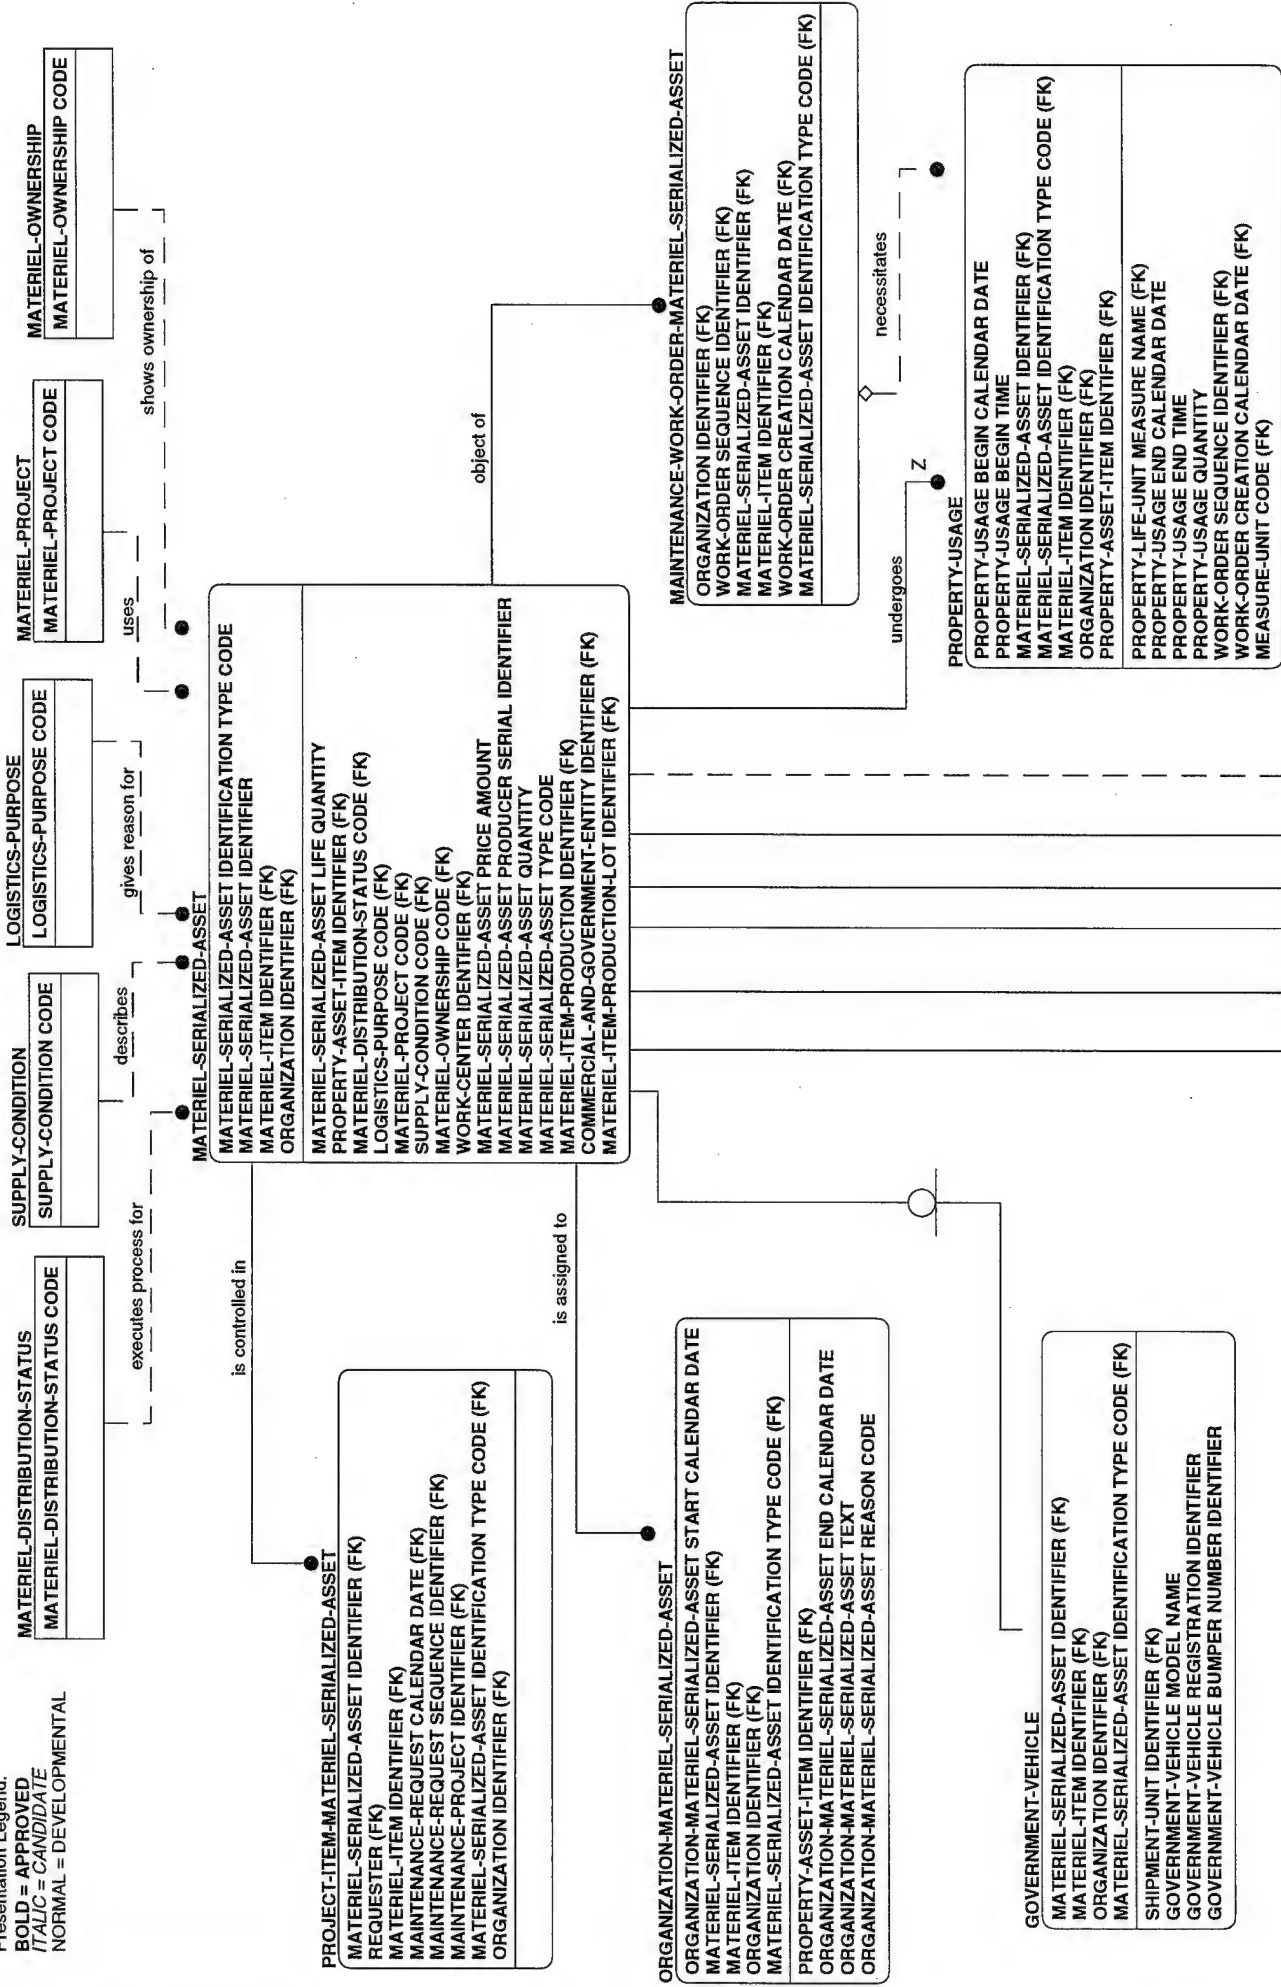 Presentation Legend:
BOLD = APPROVED
ITALIC = CANDIDATE
NORMAL = DEVELOPMENTAL
MATERIEL-DISTRIBUTION-STATUS
MATERIEL-DISTRIBUTION-STATUS CODE
SUPPLY-CONDITION
SUPPLY-CONDITION CODE
LOGISTICS-PURPOSE
LOGISTICS-PURPOSE CODE
MATERIEL-PROJECT
MATERIEL-PROJECT CODE
MATERIEL-OWNERSHIP
MATERIEL-OWNERSHIP CODE
executes process for
describes
gives reason for
uses
shows ownership of
MATERIEL-SERIALIZED-ASSET
MATERIEL-SERIALIZED-ASSET IDENTIFICATION TYPE CODE
MATERIEL-SERIALIZED-ASSET IDENTIFIER
MATERIEL-ITEM IDENTIFIER (FK)
ORGANIZATION IDENTIFIER (FK)
MATERIEL-SERIALIZED-ASSET LIFE QUANTITY
PROPERTY-ASSET-ITEM IDENTIFIER (FK)
MATERIEL-DISTRIBUTION-STATUS CODE (FK)
LOGISTICS-PURPOSE CODE (FK)
MATERIEL-PROJECT CODE (FK)
SUPPLY-CONDITION CODE (FK)
MATERIEL-OWNERSHIP CODE (FK)
WORK-CENTER IDENTIFIER (FK)
MATERIEL-SERIALIZED-ASSET PRICE AMOUNT
MATERIEL-SERIALIZED-ASSET PRODUCER SERIAL IDENTIFIER
MATERIEL-SERIALIZED-ASSET QUANTITY
MATERIEL-SERIALIZED-ASSET TYPE CODE
MATERIEL-ITEM-PRODUCTION IDENTIFIER (FK)
COMMERCIAL-AND-GOVERNMENT-ENTITY IDENTIFIER (FK)
MATERIEL-ITEM-PRODUCTION-LOT IDENTIFIER (FK)
is controlled in
PROJECT-ITEM-MATERIEL-SERIALIZED-ASSET
MATERIEL-SERIALIZED-ASSET IDENTIFIER (FK)
REQUESTER (FK)
MATERIEL-ITEM IDENTIFIER (FK)
MAINTENANCE-REQUEST CALENDAR DATE (FK)
MAINTENANCE-REQUEST SEQUENCE IDENTIFIER (FK)
MAINTENANCE-PROJECT IDENTIFIER (FK)
MATERIEL-SERIALIZED-ASSET IDENTIFICATION TYPE CODE (FK)
ORGANIZATION IDENTIFIER (FK)
object of
MAINTENANCE-WORK-ORDER-MATERIEL-SERIALIZED-ASSET
ORGANIZATION IDENTIFIER (FK)
WORK-ORDER SEQUENCE IDENTIFIER (FK)
MATERIEL-SERIALIZED-ASSET IDENTIFIER (FK)
MATERIEL-ITEM IDENTIFIER (FK)
WORK-ORDER CREATION CALENDAR DATE (FK)
MATERIEL-SERIALIZED-ASSET IDENTIFICATION TYPE CODE (FK)
is assigned to
ORGANIZATION-MATERIEL-SERIALIZED-ASSET
ORGANIZATION-MATERIEL-SERIALIZED-ASSET START CALENDAR DATE
MATERIEL-SERIALIZED-ASSET IDENTIFIER (FK)
MATERIEL-ITEM IDENTIFIER (FK)
ORGANIZATION IDENTIFIER (FK)
MATERIEL-SERIALIZED-ASSET IDENTIFICATION TYPE CODE (FK)
PROPERTY-ASSET-ITEM IDENTIFIER (FK)
ORGANIZATION-MATERIEL-SERIALIZED-ASSET END CALENDAR DATE
ORGANIZATION-MATERIEL-SERIALIZED-ASSET TEXT
ORGANIZATION-MATERIEL-SERIALIZED-ASSET REASON CODE
undergoes
necessitates
Z
PROPERTY-USAGE
PROPERTY-USAGE BEGIN CALENDAR DATE
PROPERTY-USAGE BEGIN TIME
MATERIEL-SERIALIZED-ASSET IDENTIFIER (FK)
MATERIEL-SERIALIZED-ASSET IDENTIFICATION TYPE CODE (FK)
MATERIEL-ITEM IDENTIFIER (FK)
ORGANIZATION IDENTIFIER (FK)
PROPERTY-ASSET-ITEM IDENTIFIER (FK)
PROPERTY-LIFE-UNIT MEASURE NAME (FK)
PROPERTY-USAGE END CALENDAR DATE
PROPERTY-USAGE END TIME
PROPERTY-USAGE QUANTITY
WORK-ORDER SEQUENCE IDENTIFIER (FK)
WORK-ORDER CREATION CALENDAR DATE (FK)
MEASURE-UNIT CODE (FK)
GOVERNMENT-VEHICLE
MATERIEL-SERIALIZED-ASSET IDENTIFIER (FK)
MATERIEL-ITEM IDENTIFIER (FK)
ORGANIZATION IDENTIFIER (FK)
MATERIEL-SERIALIZED-ASSET IDENTIFICATION TYPE CODE (FK)
SHIPMENT-UNIT IDENTIFIER (FK)
GOVERNMENT-VEHICLE MODEL NAME
GOVERNMENT-VEHICLE REGISTRATION IDENTIFIER
GOVERNMENT-VEHICLE BUMPER NUMBER IDENTIFIER